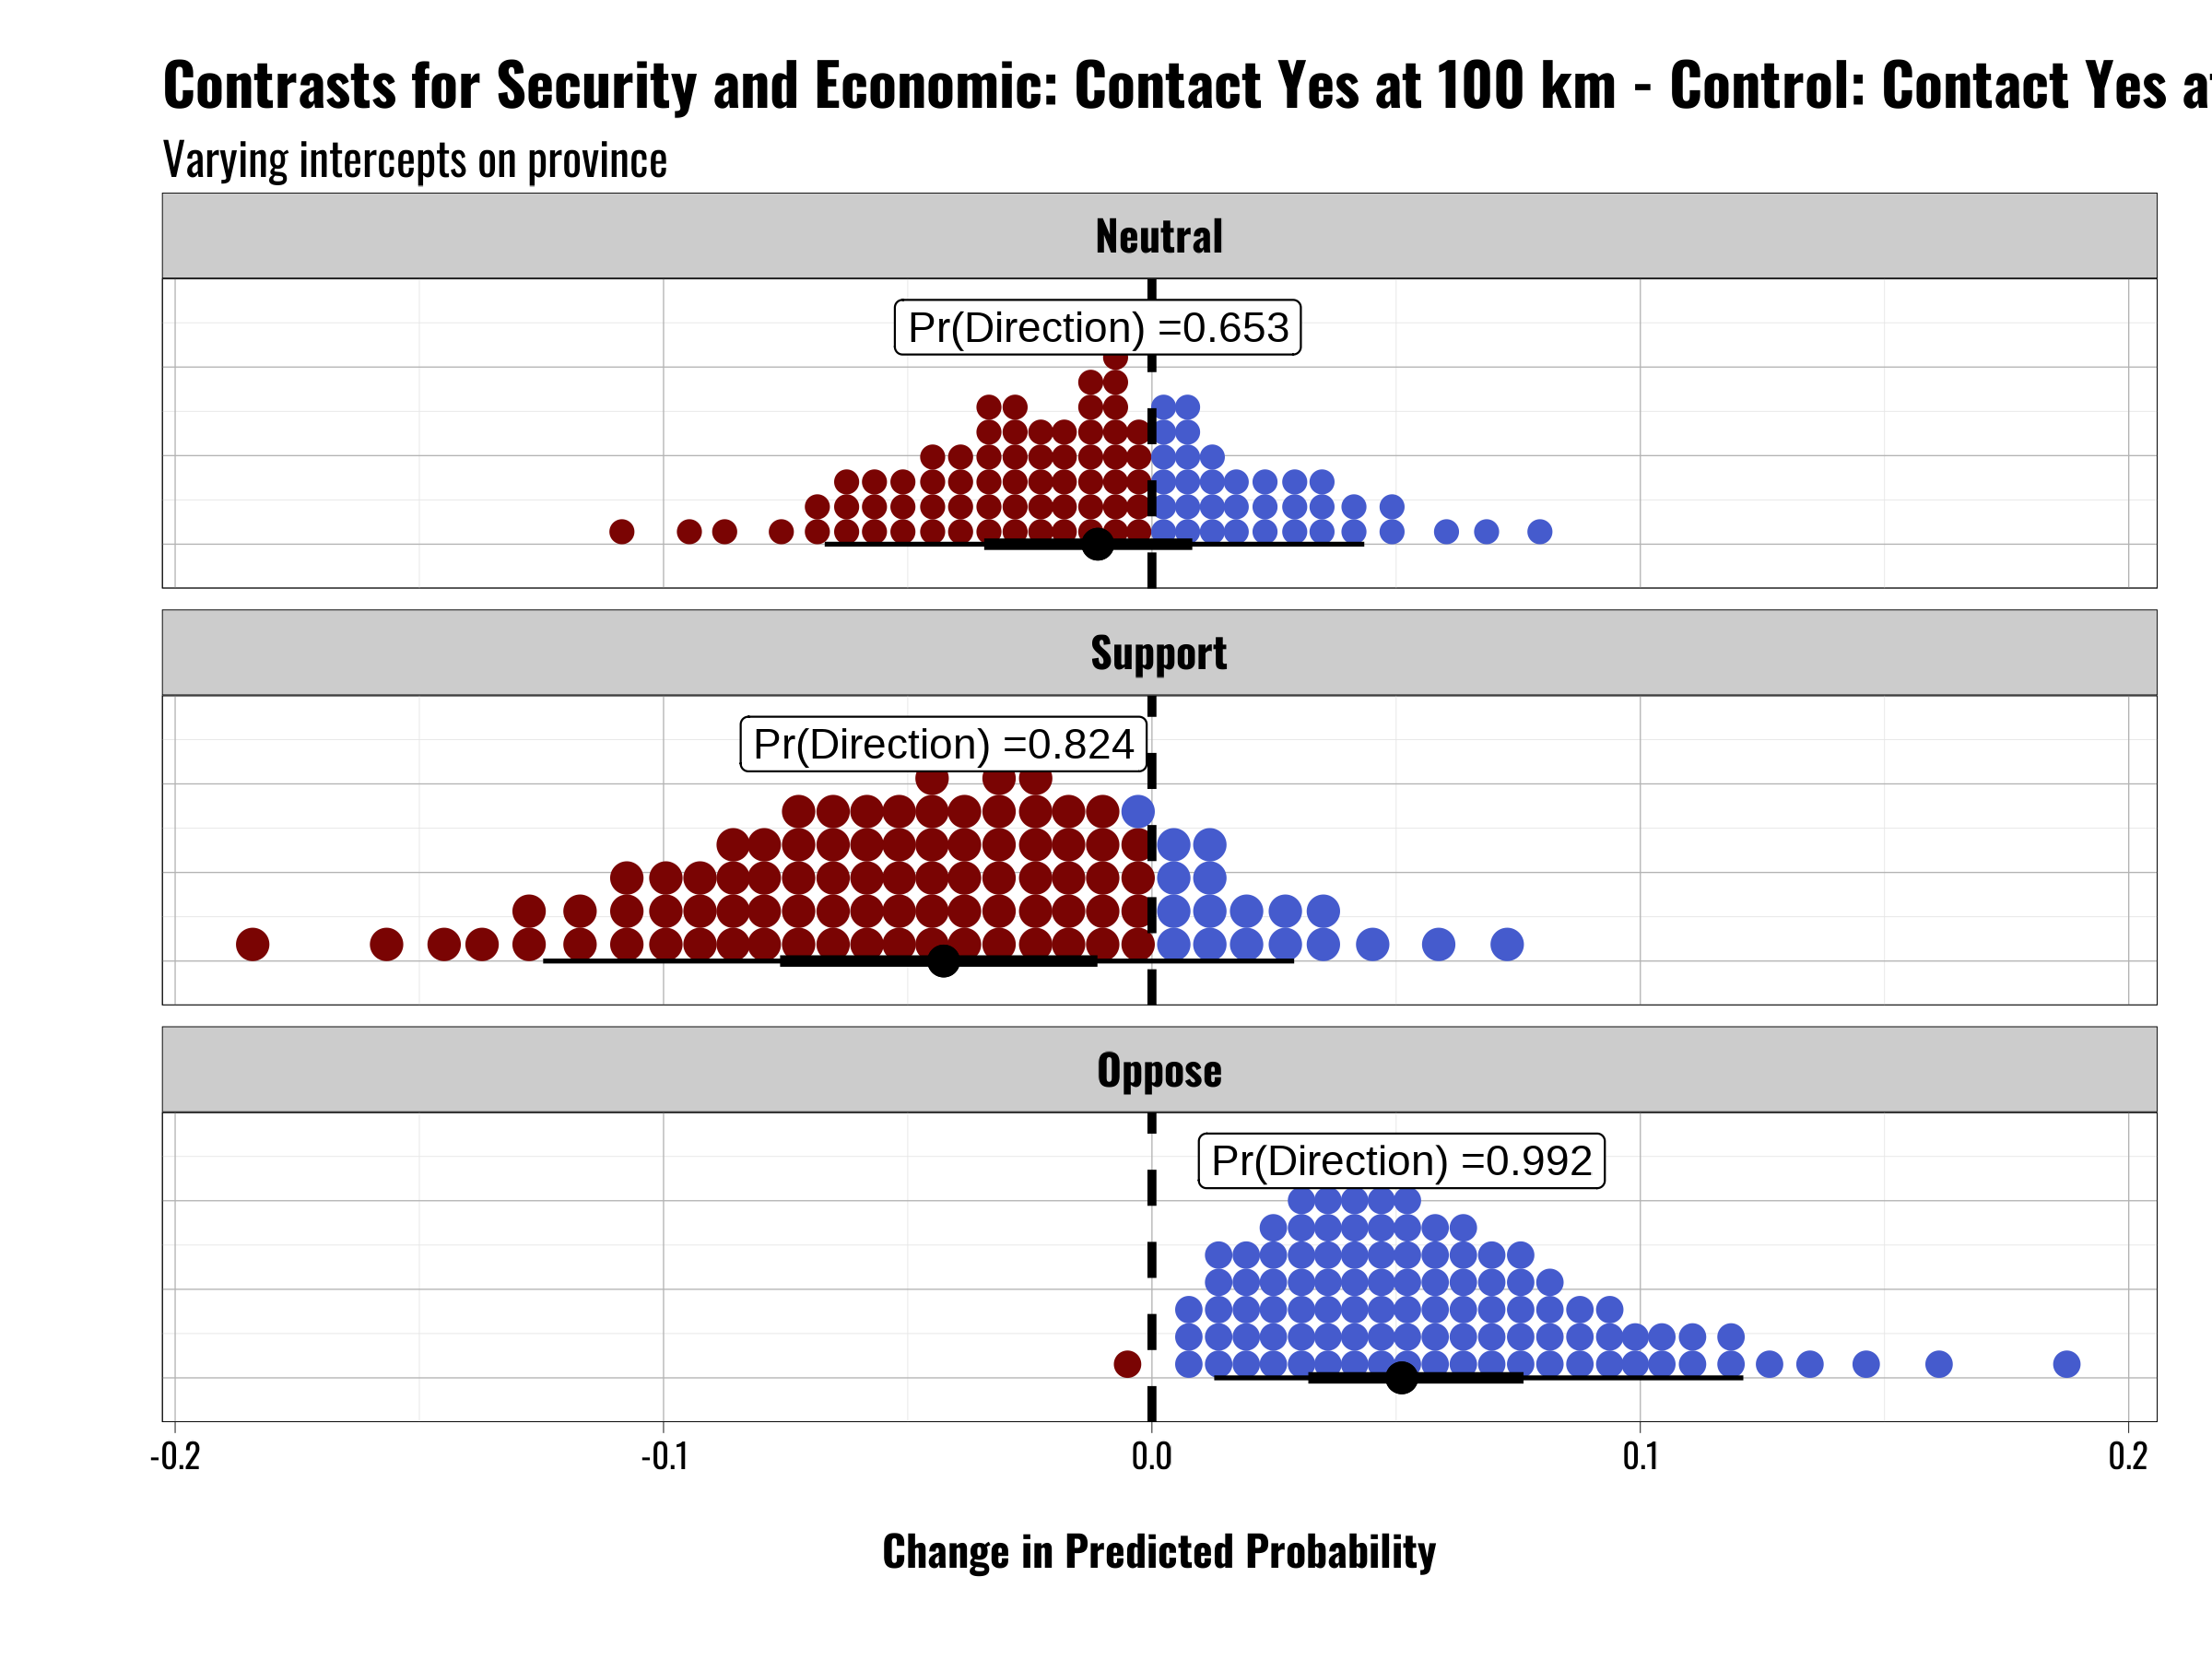 Contrasts for Security and Economic: Contact Yes at 100 km - Control: Contact Yes
Varying intercepts on province
Neutral
Pr(Direction) =0.653
Support
Pr(Direction) =0.824
Oppose
Pr(Direction) =0.992
-0.2 -0.1 0.0 0.1 0.2
Change in Predicted Probability